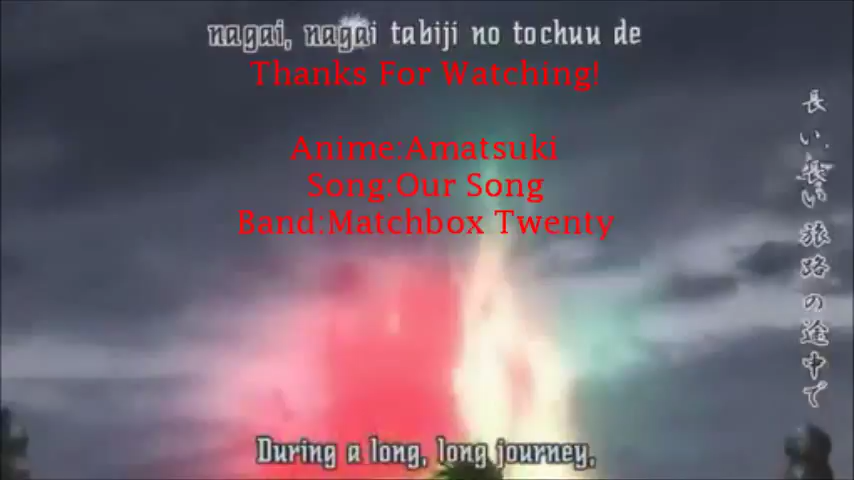 nagai, nagai tabiji no tochuu de
Thanks For Watching!
Anime:Amatsuki
Song:Our Song
Band:Matchbox Twenty
長い、長い旅路の途中で
During a long, long journey,